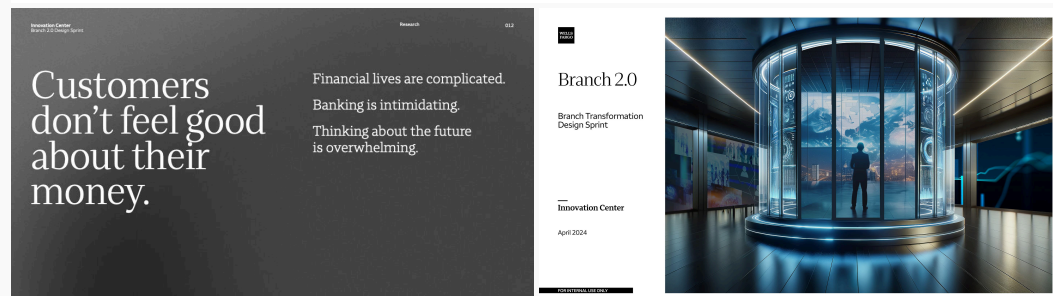 Innovation Center
Branch 2.0 Design Sprint
Research
012
Customers
don't feel good
about their
money.
Financial lives are complicated.
Banking is intimidating.
Thinking about the future
is overwhelming.
WELLS
FARGO
Branch 2.0
Branch Transformation
Design Sprint
Innovation Center
April 2024
FOR INTERNAL USE ONLY